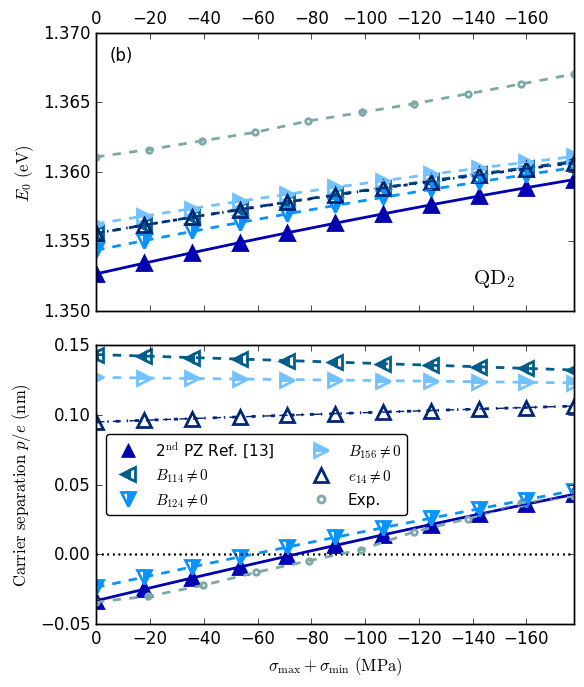 0 −20 −40 −60 −80 −100 −120 −140 −160
1.370
(b)
1.365
1.360
1.355
1.350
E₀ (eV)
QD₂
0.15
0.10
0.05
0.00
−0.05
Carrier separation p/e (nm)
2ⁿᵈ PZ Ref. [13]
B₁₁₄≠0
B₁₂₄≠0
B₁₅₆≠0
e₁₄≠0
Exp.
0 −20 −40 −60 −80 −100 −120 −140 −160
σmax + σmin (MPa)